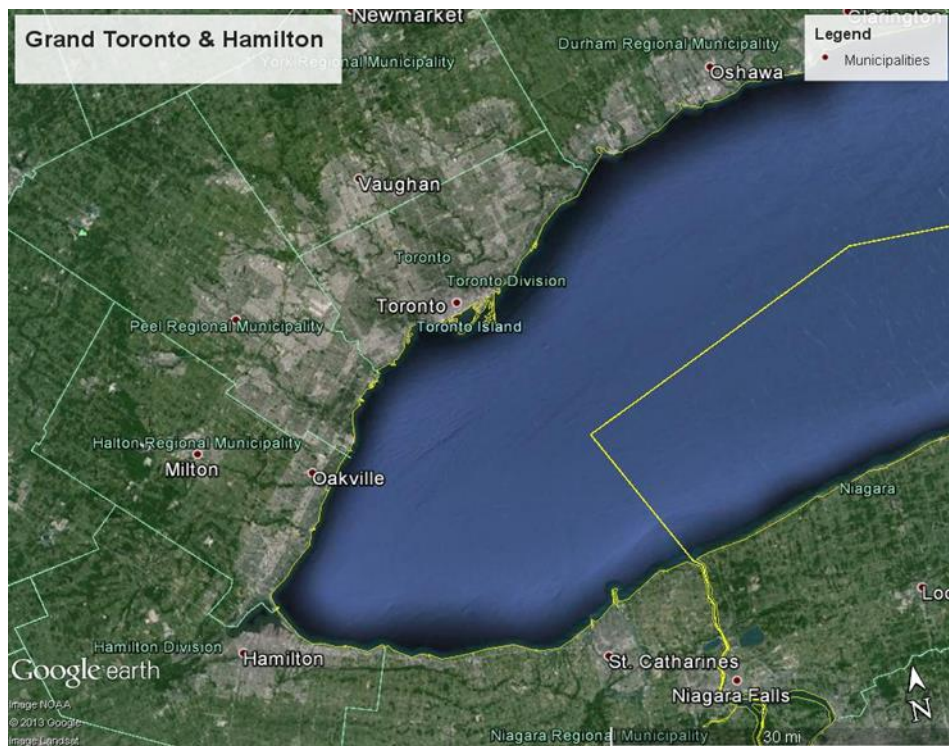 Newmarket
Clarington
Grand Toronto & Hamilton
Durham Regional Municipality
Legend
York Regional Municipality
Municipalities
Oshawa
Vaughan
Toronto
Toronto Division
Toronto
Toronto Island
Peel Regional Municipality
Halton Regional Municipality
Milton
Oakville
Niagara
Loc
Hamilton Division
Hamilton
St. Catharines
Google earth
Niagara Falls
Image NOAA
© 2013 Google
Image Landsat
N
Niagara Regional Municipality
30 mi